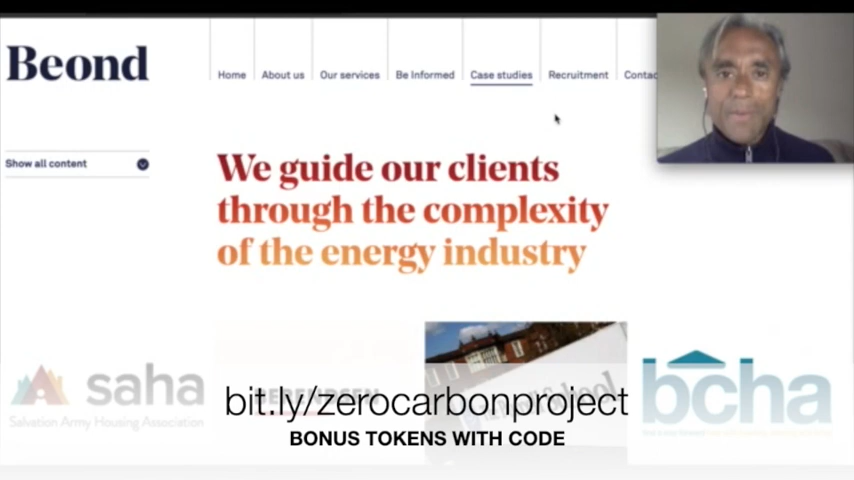 Beond
Home
About us
Our services
Be Informed
Case studies
Recruitment
Contac
Show all content
We guide our clients
through the complexity
of the energy industry
saha
Salvation Army Housing Association
bcha
bit.ly/zerocarbonproject
BONUS TOKENS WITH CODE